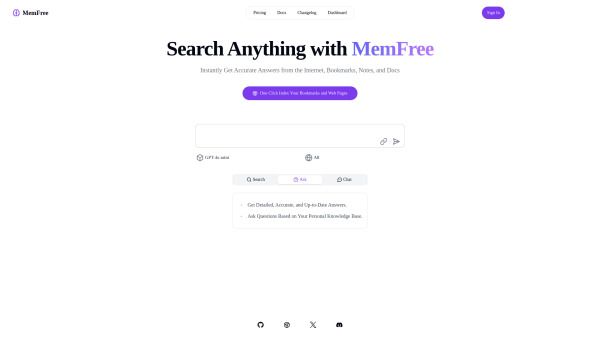 MemFree
Pricing Docs Changelog Dashboard
Sign In
Search Anything with MemFree
Instantly Get Accurate Answers from the Internet, Bookmarks, Notes, and Docs
One-Click Index Your Bookmarks and Web Pages
GPT-4o mini All
Search Ask Chat
Get Detailed, Accurate, and Up-to-Date Answers.
Ask Questions Based on Your Personal Knowledge Base.